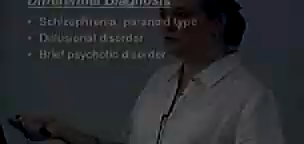 Differential Diagnosis
• Schizophrenia, paranoid type
• Delusional disorder
• Brief psychotic disorder